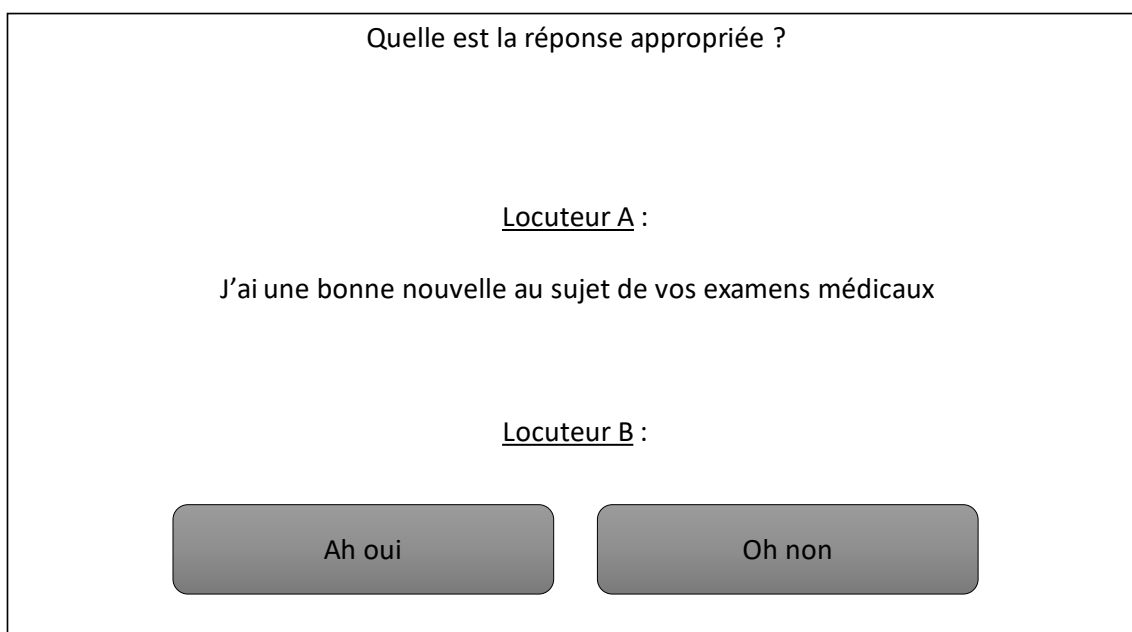 Quelle est la réponse appropriée ?
Locuteur A :
J’ai une bonne nouvelle au sujet de vos examens médicaux
Locuteur B :
Ah oui
Oh non